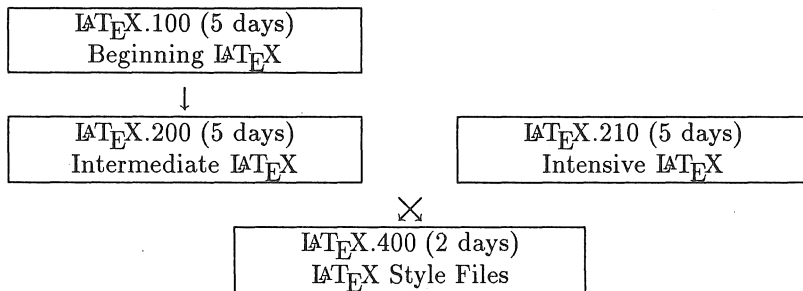 LATEX.100 (5 days)
Beginning LATEX
↓
LATEX.200 (5 days)
Intermediate LATEX
LATEX.210 (5 days)
Intensive LATEX
LATEX.400 (2 days)
LATEX Style Files